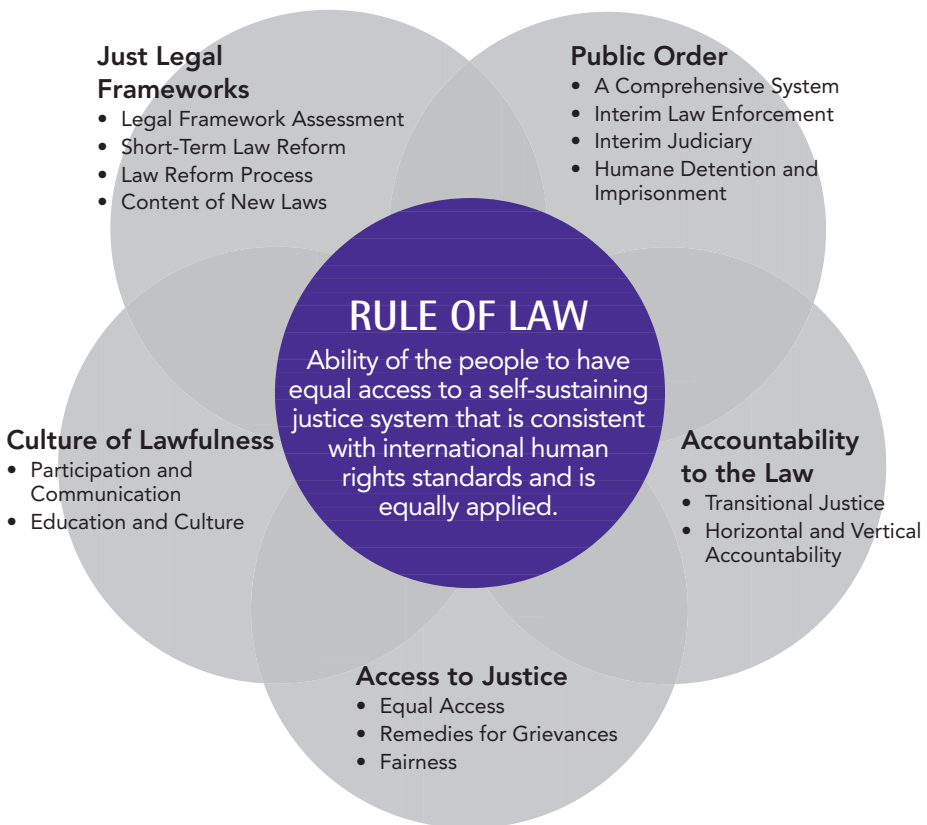 Just Legal
Frameworks
• Legal Framework Assessment
• Short-Term Law Reform
• Law Reform Process
• Content of New Laws
Public Order
• A Comprehensive System
• Interim Law Enforcement
• Interim Judiciary
• Humane Detention and
Imprisonment
RULE OF LAW
Ability of the people to have
equal access to a self-sustaining
justice system that is consistent
with international human
rights standards and is
equally applied.
Culture of Lawfulness
• Participation and
Communication
• Education and Culture
Accountability
to the Law
• Transitional Justice
• Horizontal and Vertical
Accountability
Access to Justice
• Equal Access
• Remedies for Grievances
• Fairness